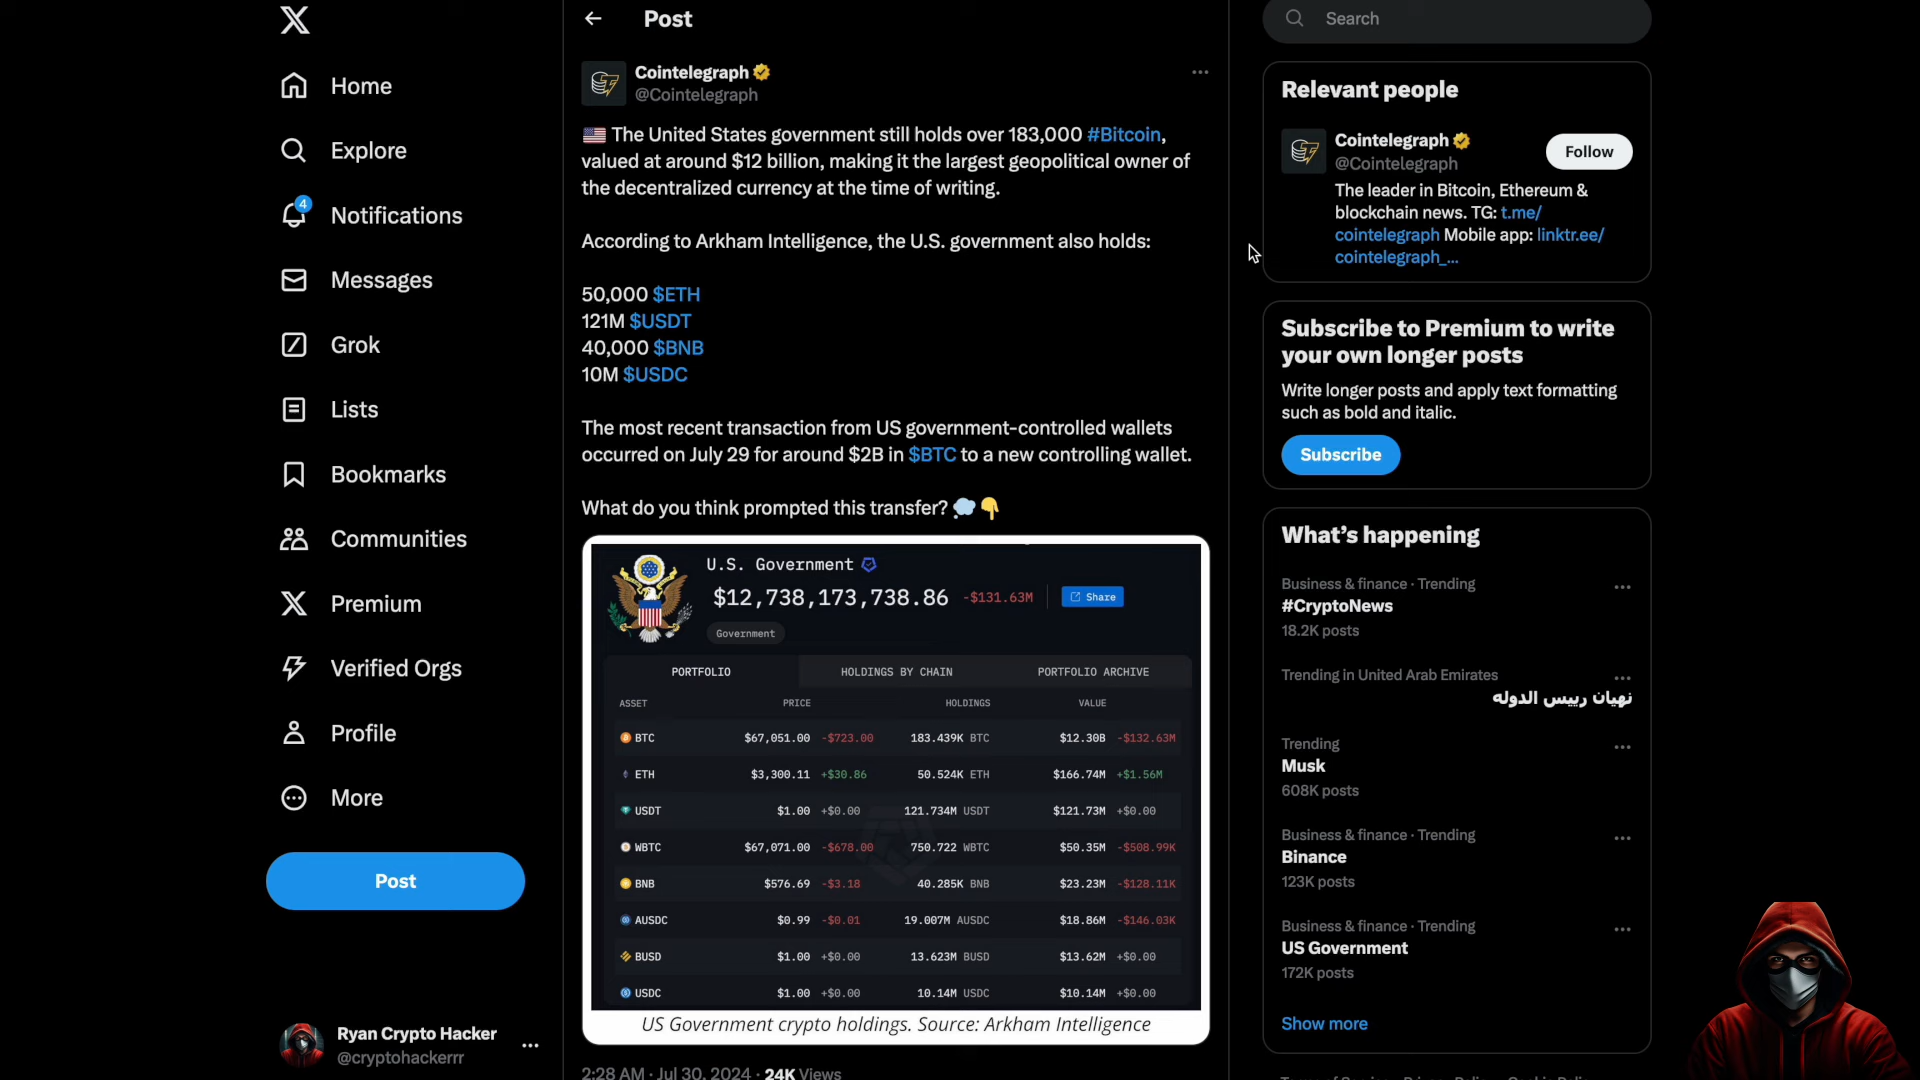 Home
Explore
4
Notifications
Messages
Grok
Lists
Bookmarks
Communities
Premium
Verified Orgs
Profile
More
Post
Ryan Crypto Hacker
@cryptohackerrr
Post
Cointelegraph
@Cointelegraph
🇺🇸 The United States government still holds over 183,000 #Bitcoin,
valued at around $12 billion, making it the largest geopolitical owner of
the decentralized currency at the time of writing.
According to Arkham Intelligence, the U.S. government also holds:
50,000 $ETH
121M $USDT
40,000 $BNB
10M $USDC
The most recent transaction from US government-controlled wallets
occurred on July 29 for around $2B in $BTC to a new controlling wallet.
What do you think prompted this transfer? 💭👇
U.S. Government
$12,738,173,738.86 -$131.63M Share
Government
PORTFOLIO HOLDINGS BY CHAIN PORTFOLIO ARCHIVE
ASSET PRICE HOLDINGS VALUE
BTC $67,051.00 -$723.00 183.439K BTC $12.30B -$132.63M
ETH $3,300.11 +$30.86 50.524K ETH $166.74M +$1.56M
USDT $1.00 +$0.00 121.734M USDT $121.73M +$0.00
WBTC $67,071.00 -$678.00 750.722 WBTC $50.35M -$508.99K
BNB $576.69 -$3.18 40.285K BNB $23.23M -$128.11K
AUSDC $0.99 -$0.01 19.007M AUSDC $18.86M -$146.03K
BUSD $1.00 +$0.00 13.623M BUSD $13.62M +$0.00
USDC $1.00 +$0.00 10.14M USDC $10.14M +$0.00
US Government crypto holdings. Source: Arkham Intelligence
2:28 AM · Jul 30, 2024 · 24K Views
Search
Relevant people
Cointelegraph
@Cointelegraph
Follow
The leader in Bitcoin, Ethereum &
blockchain news. TG: t.me/
cointelegraph Mobile app: linktr.ee/
cointelegraph_...
Subscribe to Premium to write
your own longer posts
Write longer posts and apply text formatting
such as bold and italic.
Subscribe
What's happening
Business & finance · Trending
#CryptoNews
18.2K posts
Trending in United Arab Emirates
نهيان رييس الدوله
Trending
Musk
608K posts
Business & finance · Trending
Binance
123K posts
Business & finance · Trending
US Government
172K posts
Show more